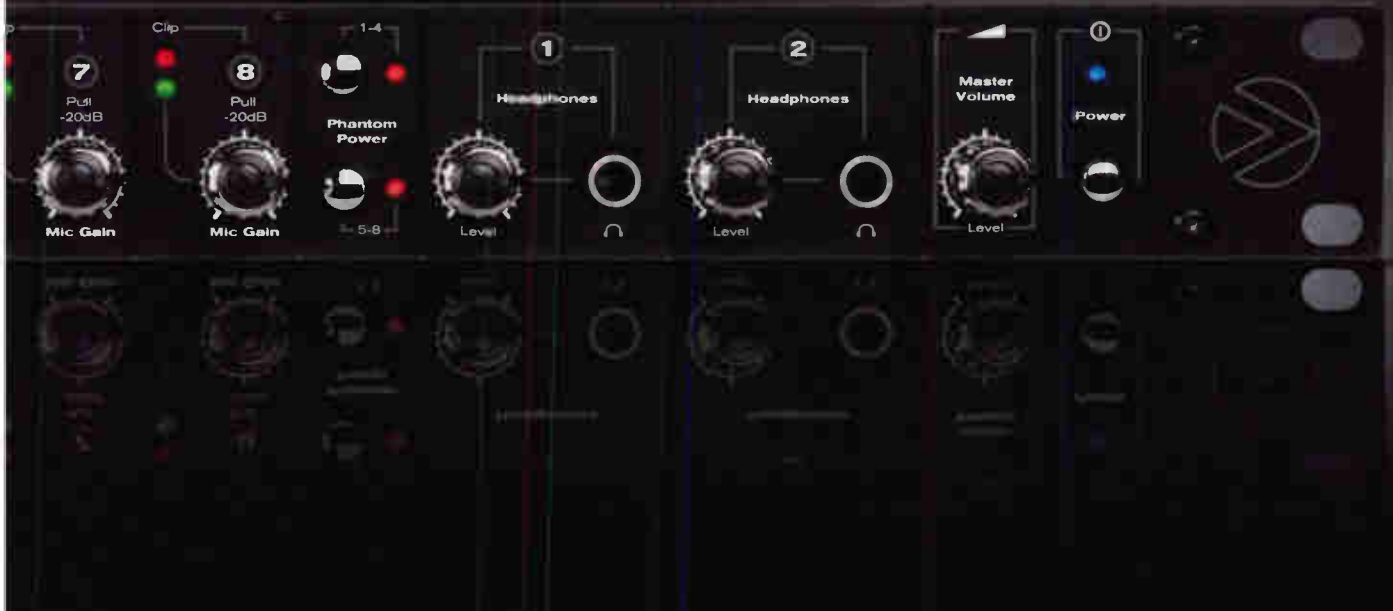 Clip
7
Pull
-20dB
Mic Gain
Clip
8
Pull
-20dB
Mic Gain
1-4
Phantom
Power
5-8
1
Headphones
Level
2
Headphones
Level
Master
Volume
Level
Power